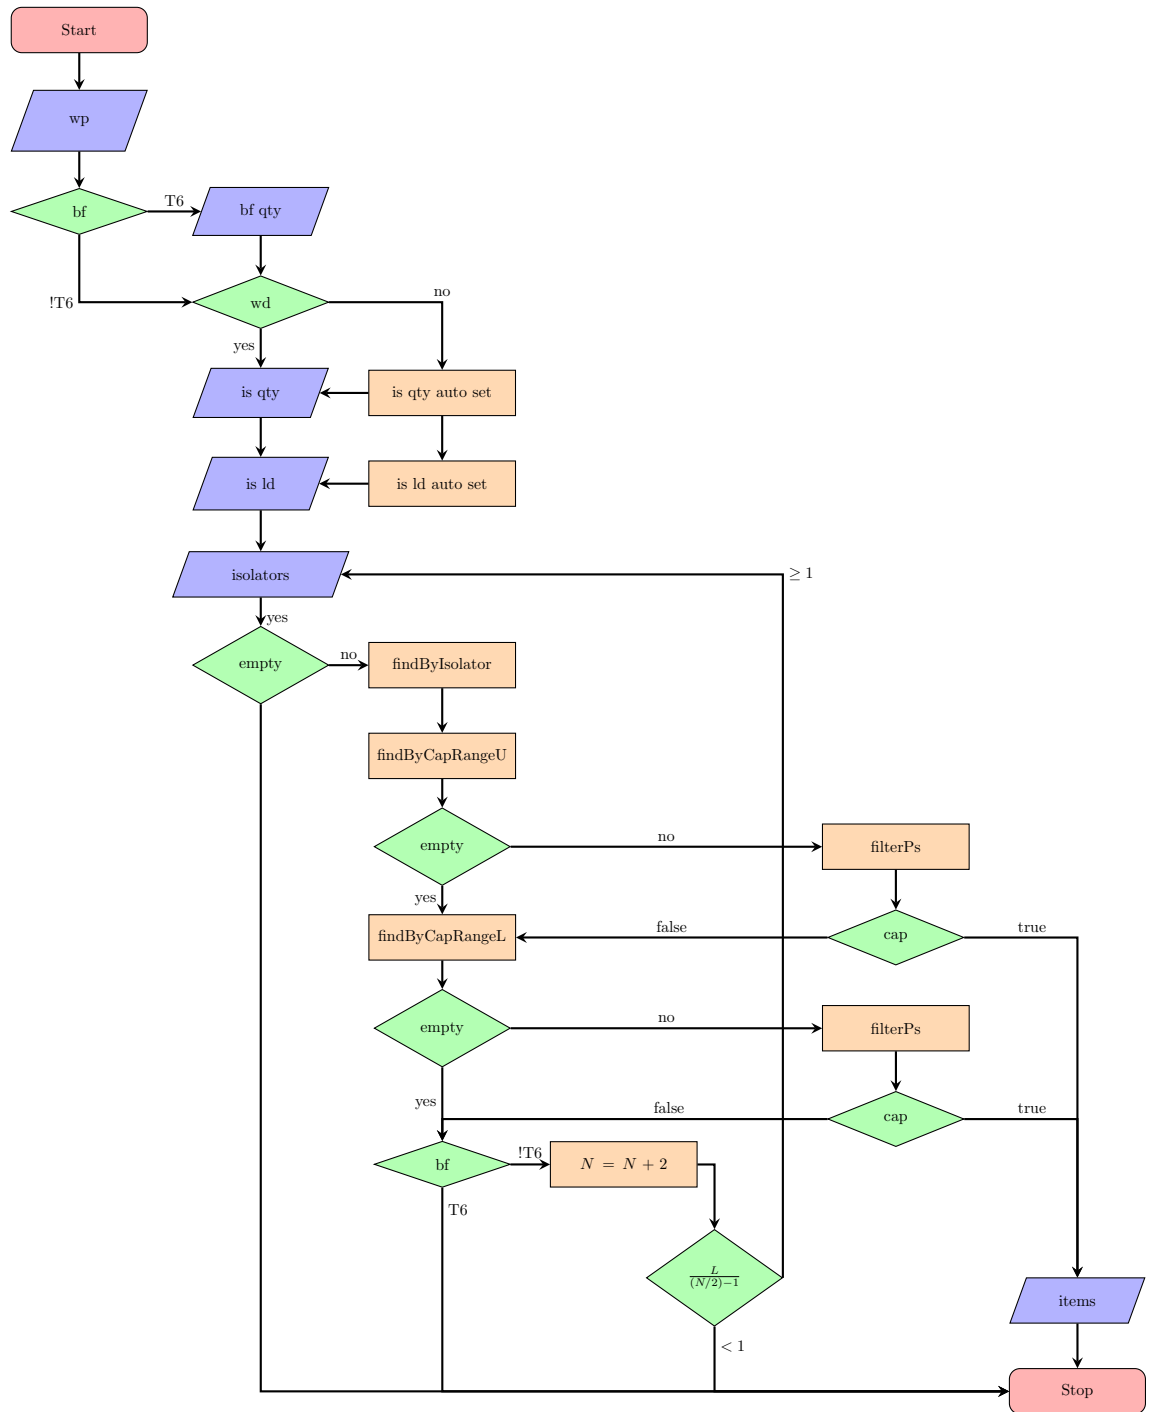 Start
wp
bf
T6
bf qty
!T6
wd
no
yes
is qty
is qty auto set
is ld
is ld auto set
isolators
≥ 1
yes
empty
no
findByIsolator
findByCapRangeU
empty
no
filterPs
yes
findByCapRangeL
false
cap
true
empty
no
filterPs
yes
false
cap
true
bf
!T6
N = N + 2
T6
L
(N/2)−1
items
< 1
Stop